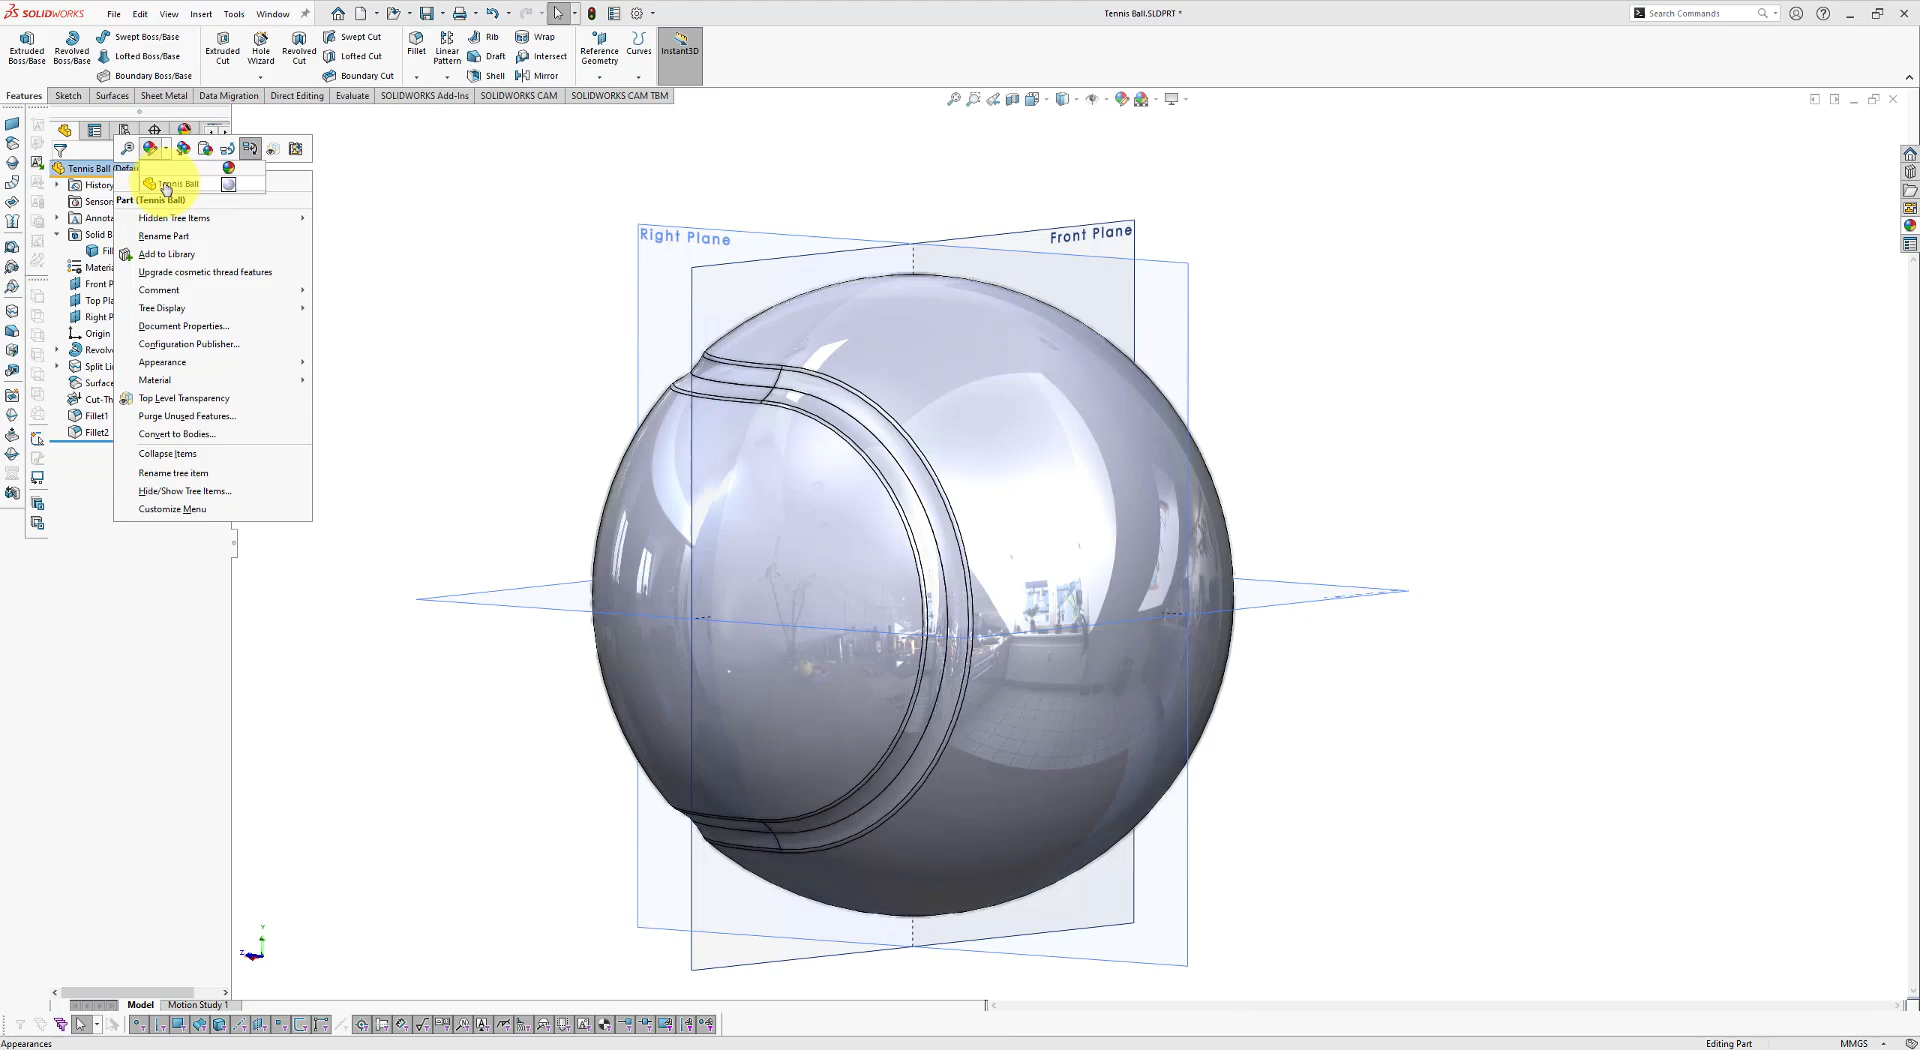 SOLIDWORKS
File
Edit
View
Insert
Tools
Window
Tennis Ball.SLDPRT *
Search Commands
Extruded Boss/Base
Revolved Boss/Base
Swept Boss/Base
Lofted Boss/Base
Boundary Boss/Base
Extruded Cut
Hole Wizard
Revolved Cut
Swept Cut
Lofted Cut
Boundary Cut
Fillet
Linear Pattern
Rib
Draft
Shell
Wrap
Intersect
Mirror
Reference Geometry
Curves
Instant3D
Features
Sketch
Surfaces
Sheet Metal
Data Migration
Direct Editing
Evaluate
SOLIDWORKS Add-Ins
SOLIDWORKS CAM
SOLIDWORKS CAM TBM
Tennis Ball (Defau
History
Sensors
Annota
Solid B
Fill
Materia
Front P
Top Pla
Right P
Origin
Revolv
Split Li
Surface
Cut-Th
Fillet1
Fillet2
Tennis Ball
Part (Tennis Ball)
Hidden Tree Items
Rename Part
Add to Library
Upgrade cosmetic thread features
Comment
Tree Display
Document Properties...
Configuration Publisher...
Appearance
Material
Top Level Transparency
Purge Unused Features...
Convert to Bodies...
Collapse Items
Rename tree item
Hide/Show Tree Items...
Customize Menu
Right Plane
Front Plane
Y
Z
Model
Motion Study 1
Appearances
Editing Part
MMGS